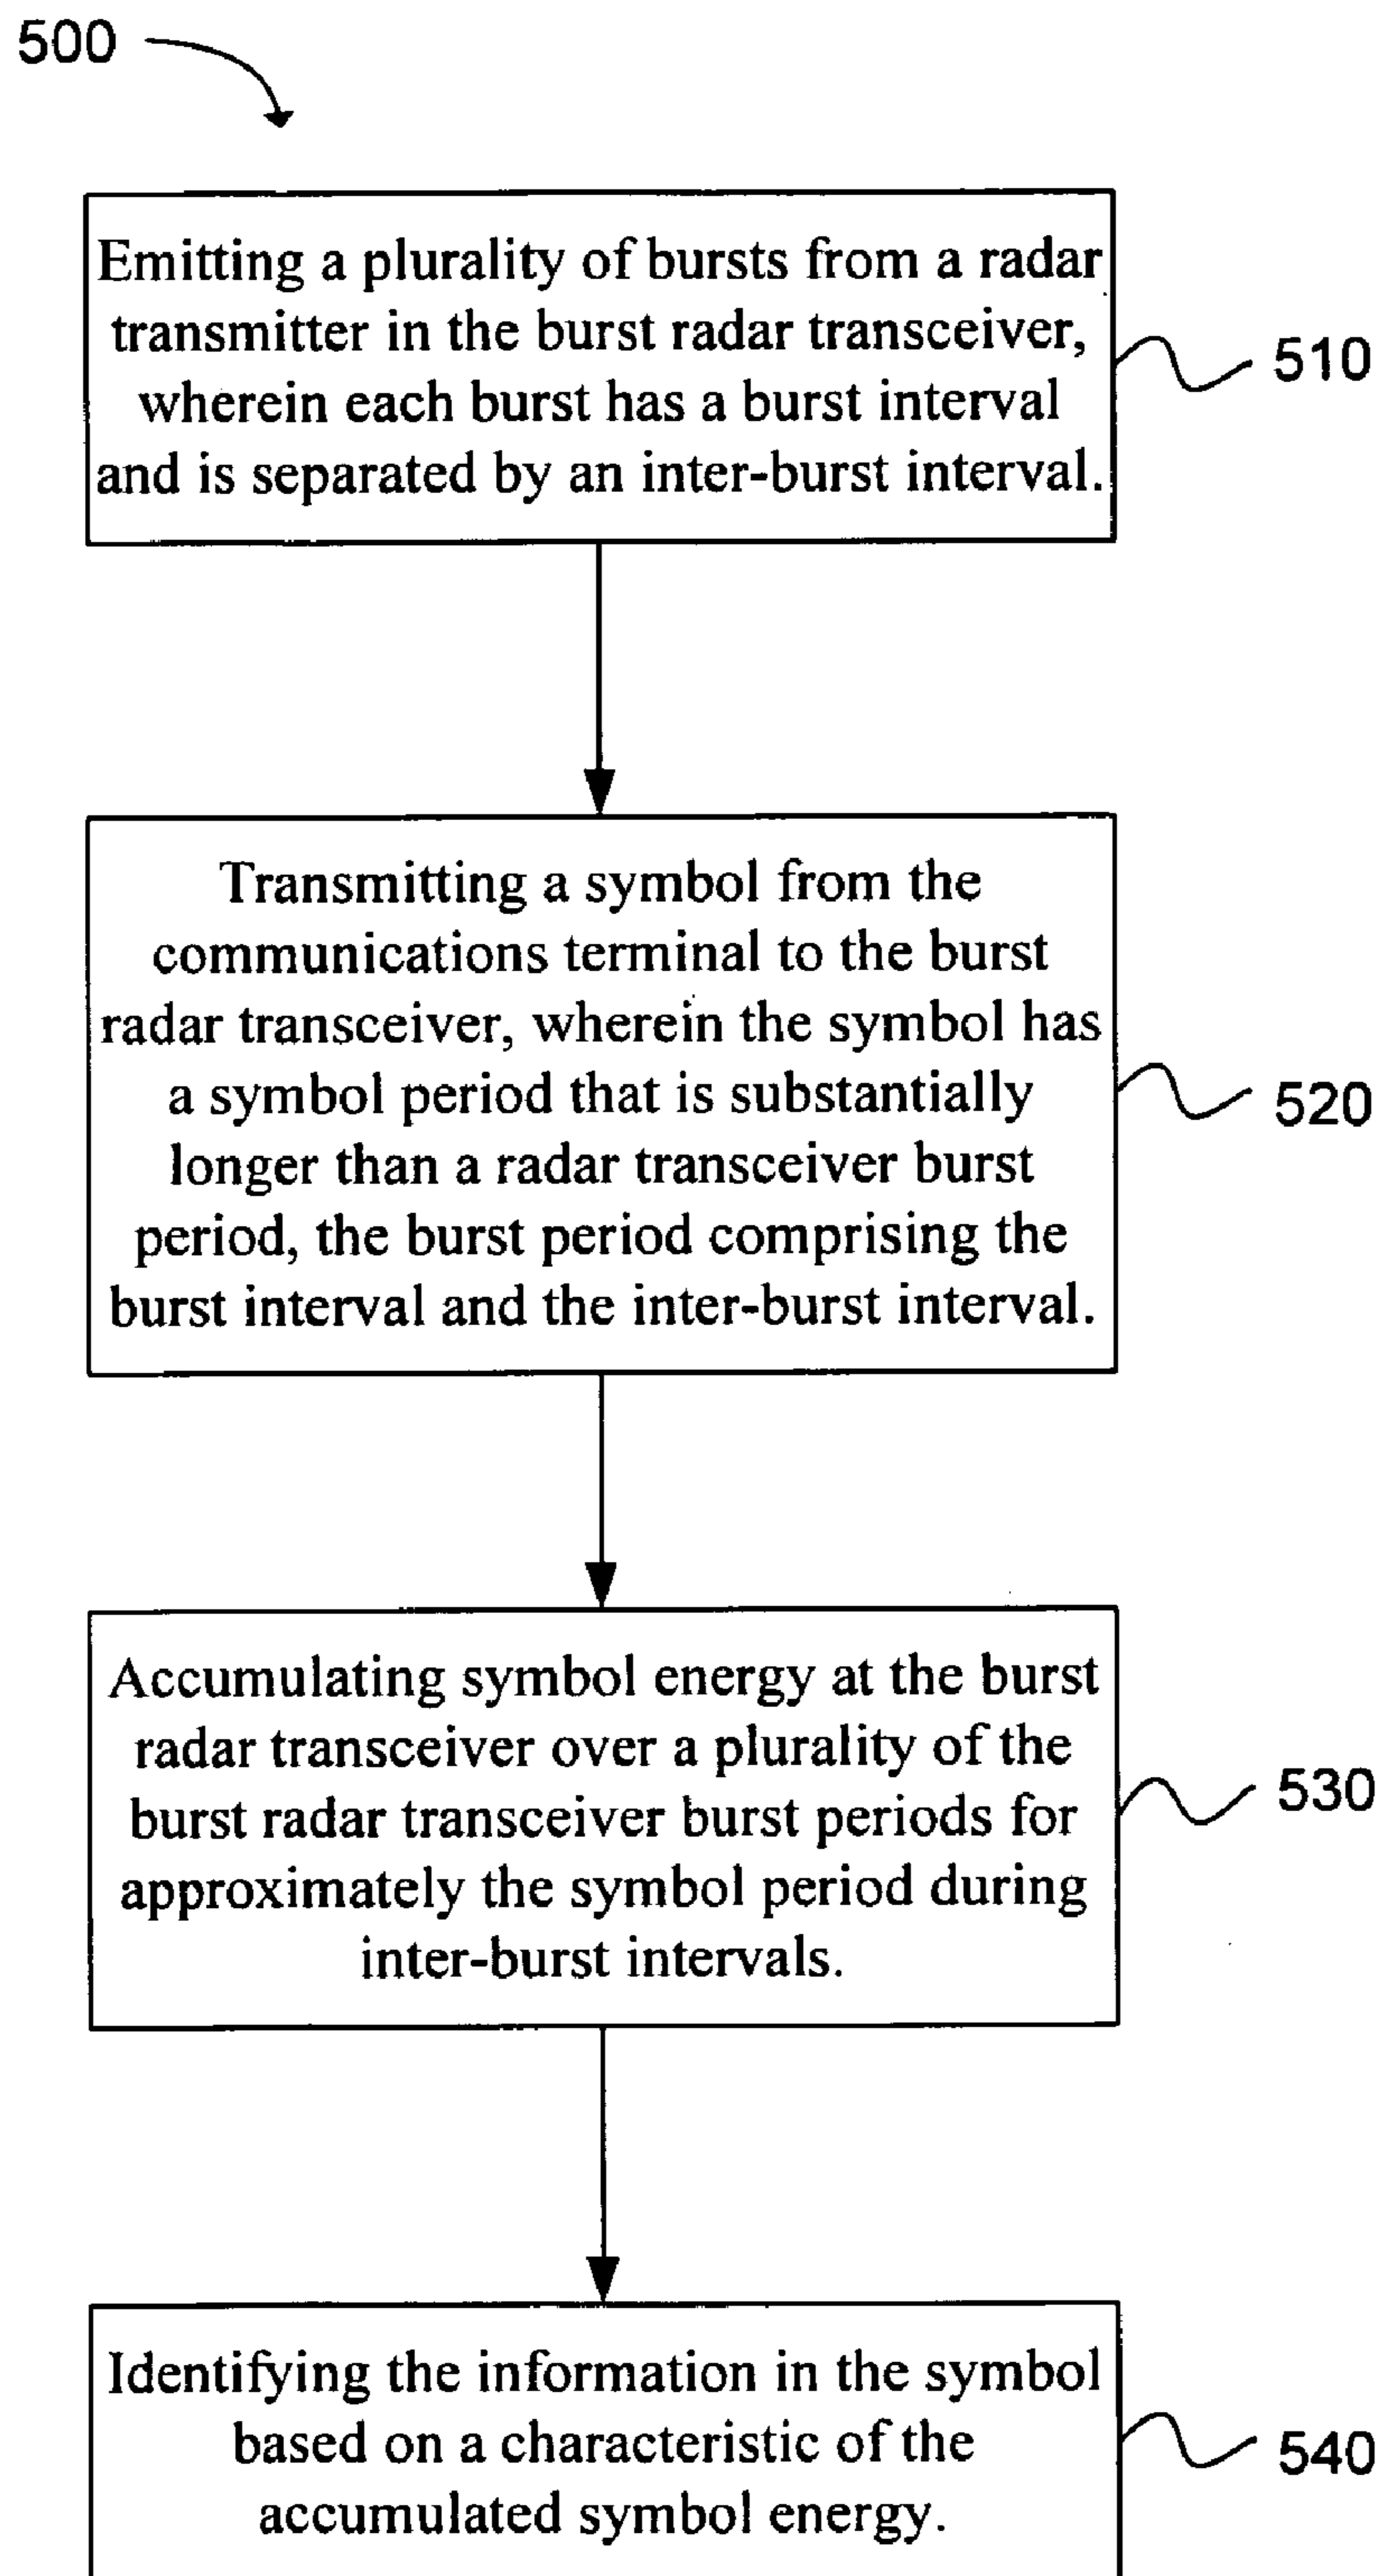 500
Emitting a plurality of bursts from a radar
transmitter in the burst radar transceiver,
wherein each burst has a burst interval
and is separated by an inter-burst interval.
510
Transmitting a symbol from the
communications terminal to the burst
radar transceiver, wherein the symbol has
a symbol period that is substantially
longer than a radar transceiver burst
period, the burst period comprising the
burst interval and the inter-burst interval.
520
Accumulating symbol energy at the burst
radar transceiver over a plurality of the
burst radar transceiver burst periods for
approximately the symbol period during
inter-burst intervals.
530
Identifying the information in the symbol
based on a characteristic of the
accumulated symbol energy.
540